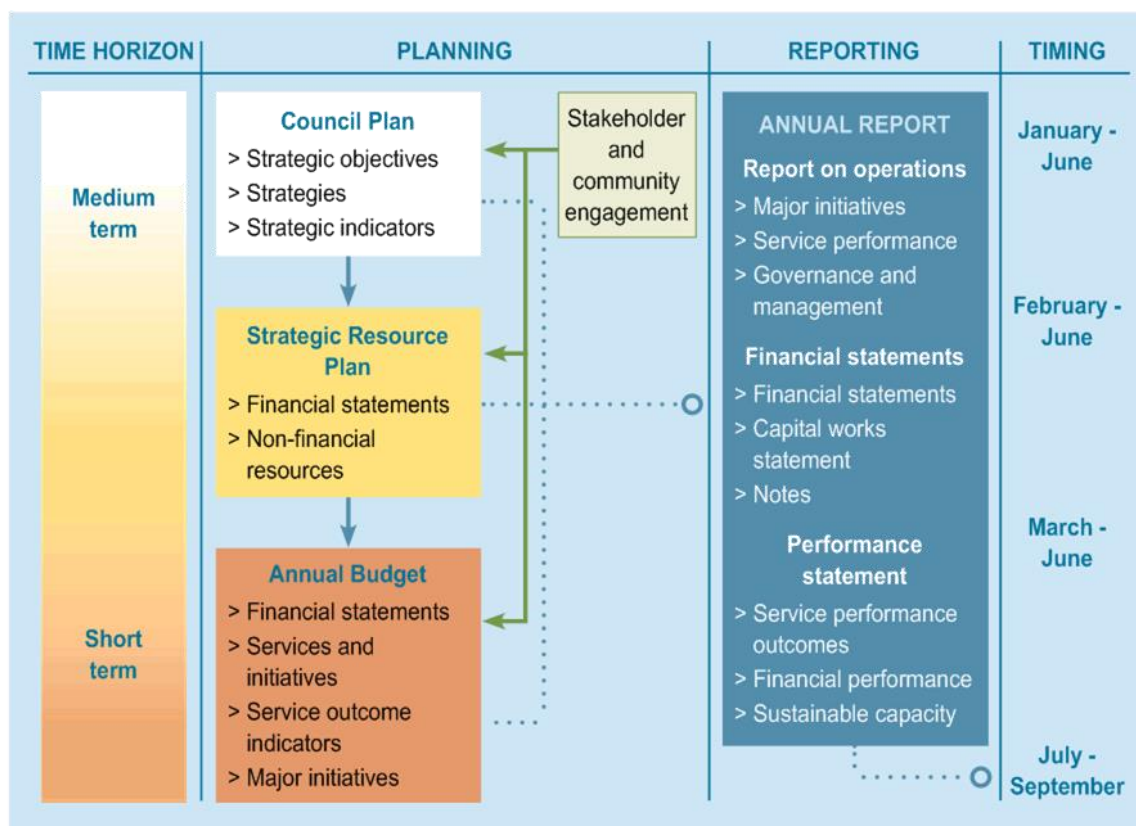 TIME HORIZON
PLANNING
REPORTING
TIMING
Medium
term
Short
term
Council Plan
> Strategic objectives
> Strategies
> Strategic indicators
Stakeholder
and
community
engagement
Strategic Resource
Plan
> Financial statements
> Non-financial
resources
Annual Budget
> Financial statements
> Services and
initiatives
> Service outcome
indicators
> Major initiatives
ANNUAL REPORT
Report on operations
> Major initiatives
> Service performance
> Governance and
management
Financial statements
> Financial statements
> Capital works
statement
> Notes
Performance
statement
> Service performance
outcomes
> Financial performance
> Sustainable capacity
January -
June
February -
June
March -
June
July -
September